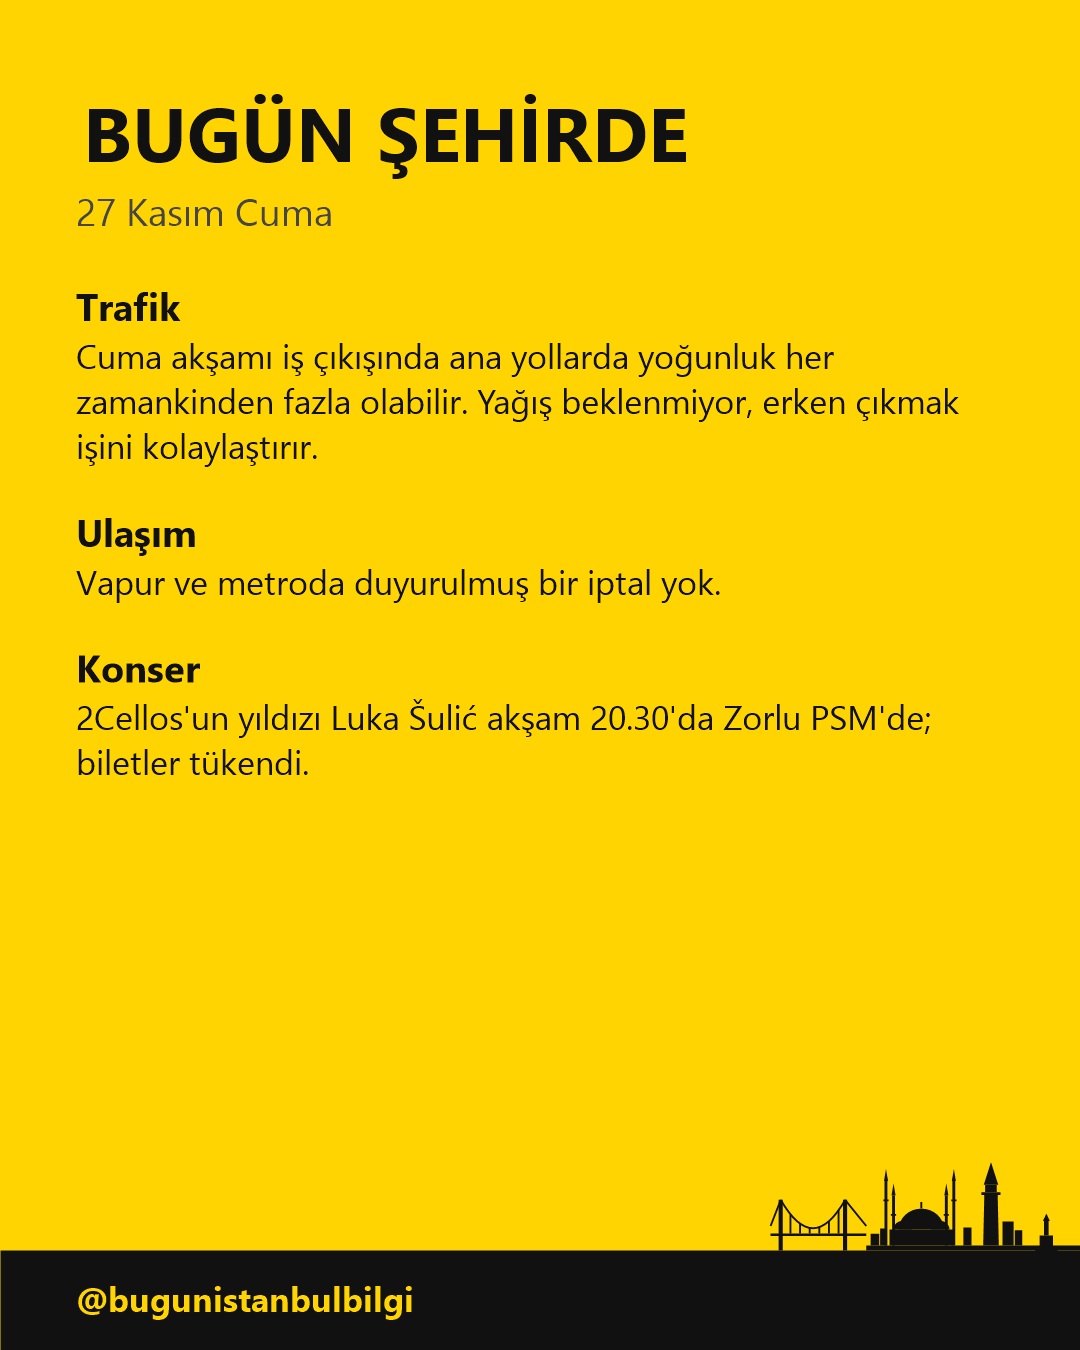 BUGÜN ŞEHİRDE
27 Kasım Cuma
Trafik
Cuma akşamı iş çıkışında ana yollarda yoğunluk her
zamankinden fazla olabilir. Yağış beklenmiyor, erken çıkmak
işini kolaylaştırır.
Ulaşım
Vapur ve metroda duyurulmuş bir iptal yok.
Konser
2Cellos'un yıldızı Luka Šulić akşam 20.30'da Zorlu PSM'de;
biletler tükendi.
@bugunistanbulbilgi